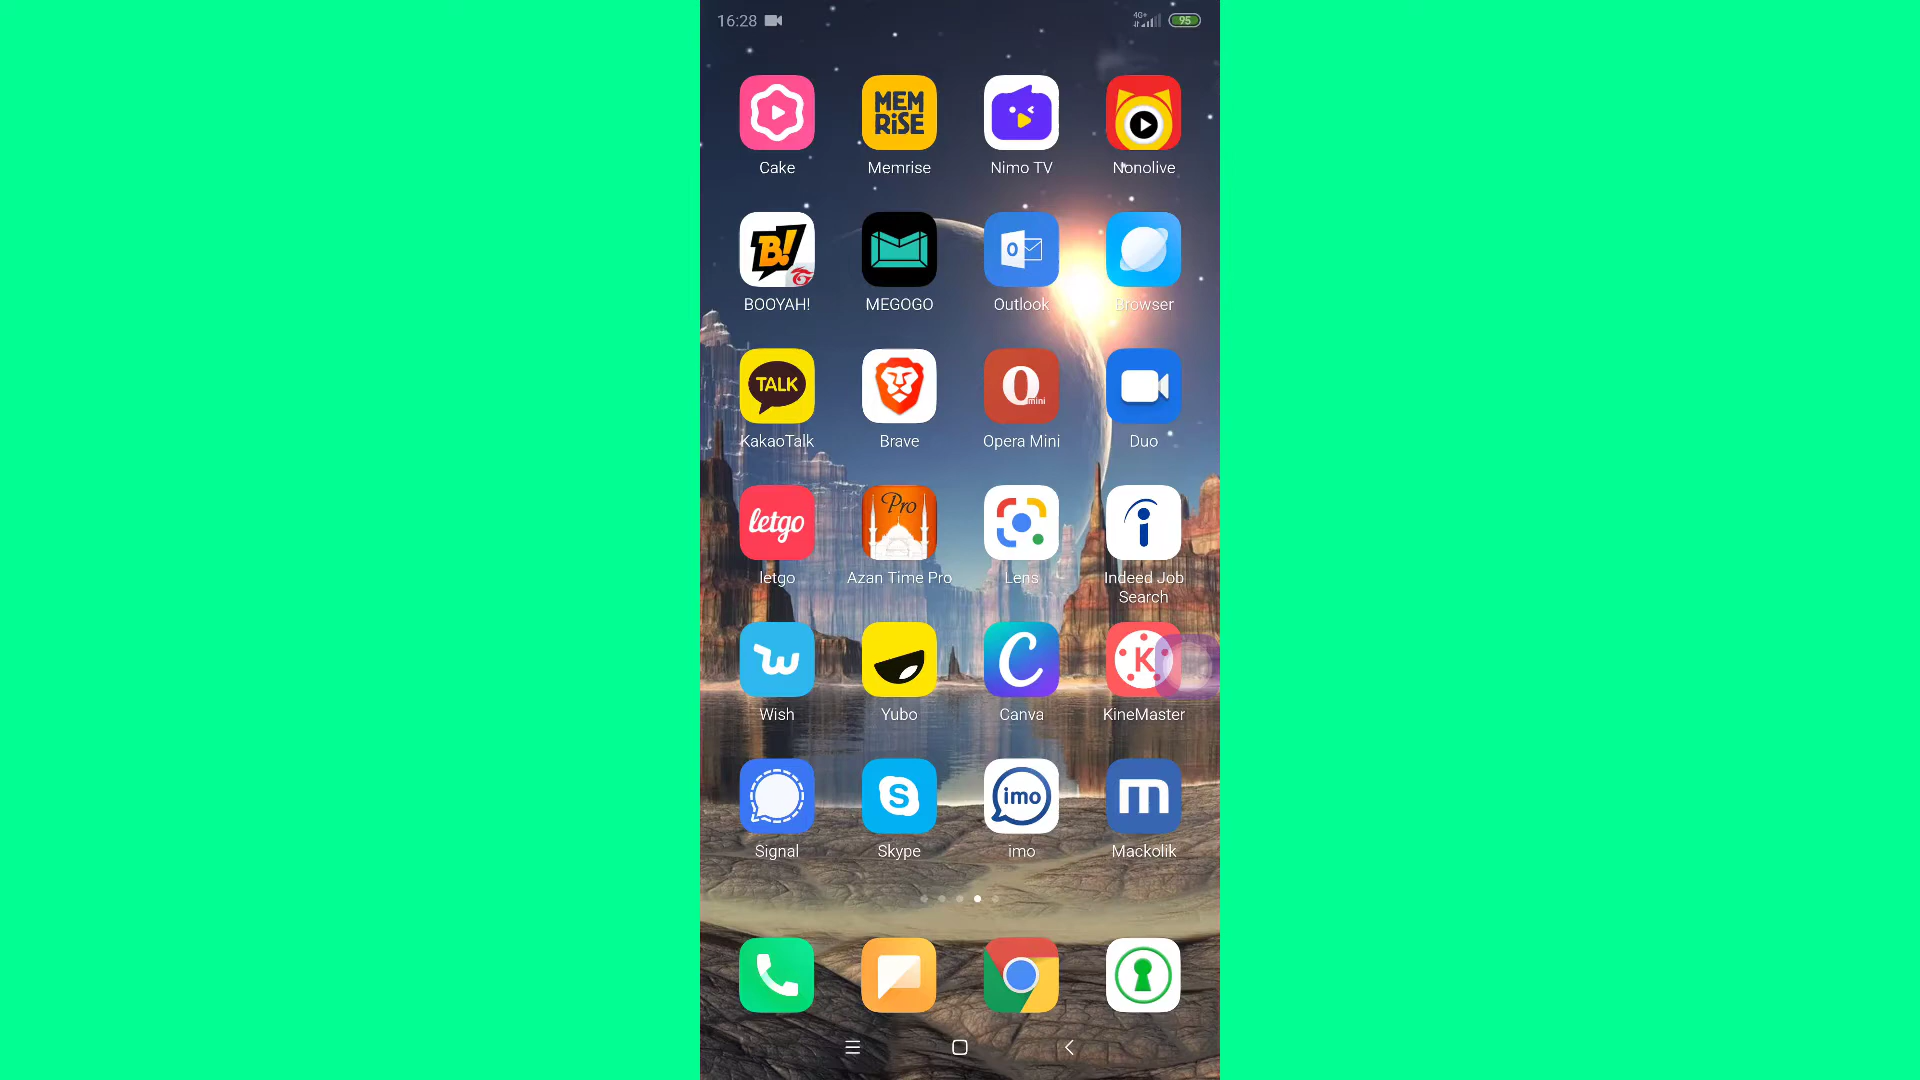 16:28
4G+
95
MEM
RiSE
Cake
Memrise
Nimo TV
Nonolive
B!
O
BOOYAH!
MEGOGO
Outlook
Browser
TALK
O
mini
KakaoTalk
Brave
Opera Mini
Duo
letgo
Pro
i
letgo
Azan Time Pro
Lens
Indeed Job
Search
w
C
K
Wish
Yubo
Canva
KineMaster
S
imo
m
Signal
Skype
imo
Mackolik